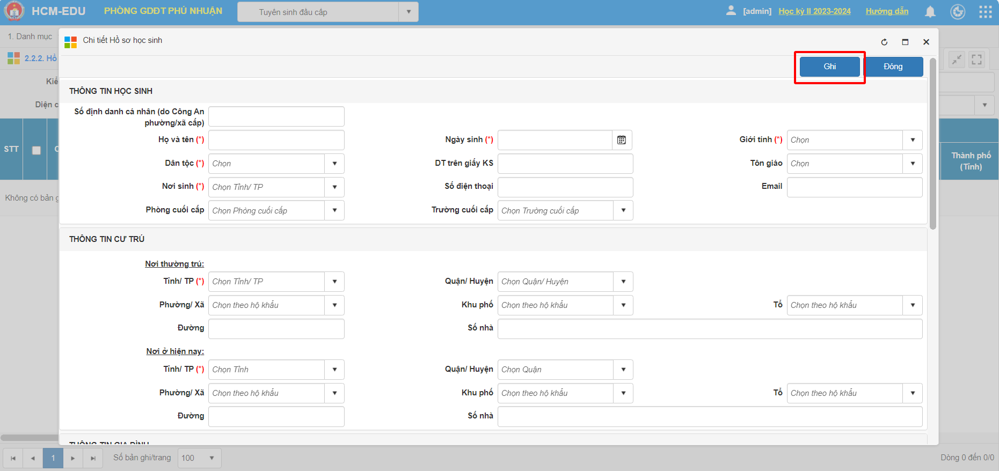 HCM-EDU PHÒNG GDĐT PHÚ NHUẬN Tuyên sinh đầu cấp [admin] Học kỳ II 2023-2024 Hướng dẫn
1. Danh mục
Chi tiết Hồ sơ học sinh
2.2.2. Hồ
Ghi Đóng
THÔNG TIN HỌC SINH
Số định danh cá nhân (do Công An
phường/xã cấp)
Họ và tên (*) Ngày sinh (*) Giới tính (*) Chọn
Dân tộc (*) Chọn DT trên giấy KS Tôn giáo Chọn
Nơi sinh (*) Chọn Tỉnh/ TP Số điện thoại Email
Phòng cuối cấp Chọn Phòng cuối cấp Trường cuối cấp Chọn Trường cuối cấp
STT
Thành phố
(Tỉnh)
THÔNG TIN CƯ TRÚ
Nơi thường trú:
Tỉnh/ TP (*) Chọn Tỉnh/ TP Quận/ Huyện Chọn Quận/ Huyện
Phường/ Xã Chọn theo hộ khẩu Khu phố Chọn theo hộ khẩu Tổ Chọn theo hộ khẩu
Đường Số nhà
Nơi ở hiện nay:
Tỉnh/ TP (*) Chọn Tỉnh Quận/ Huyện Chọn Quận
Phường/ Xã Chọn theo hộ khẩu Khu phố Chọn theo hộ khẩu Tổ Chọn theo hộ khẩu
Đường Số nhà
THÔNG TIN GIA ĐÌNH
Diện
Không có bản
1 Số bản ghi/trang 100 Dòng 0 đến 0/0